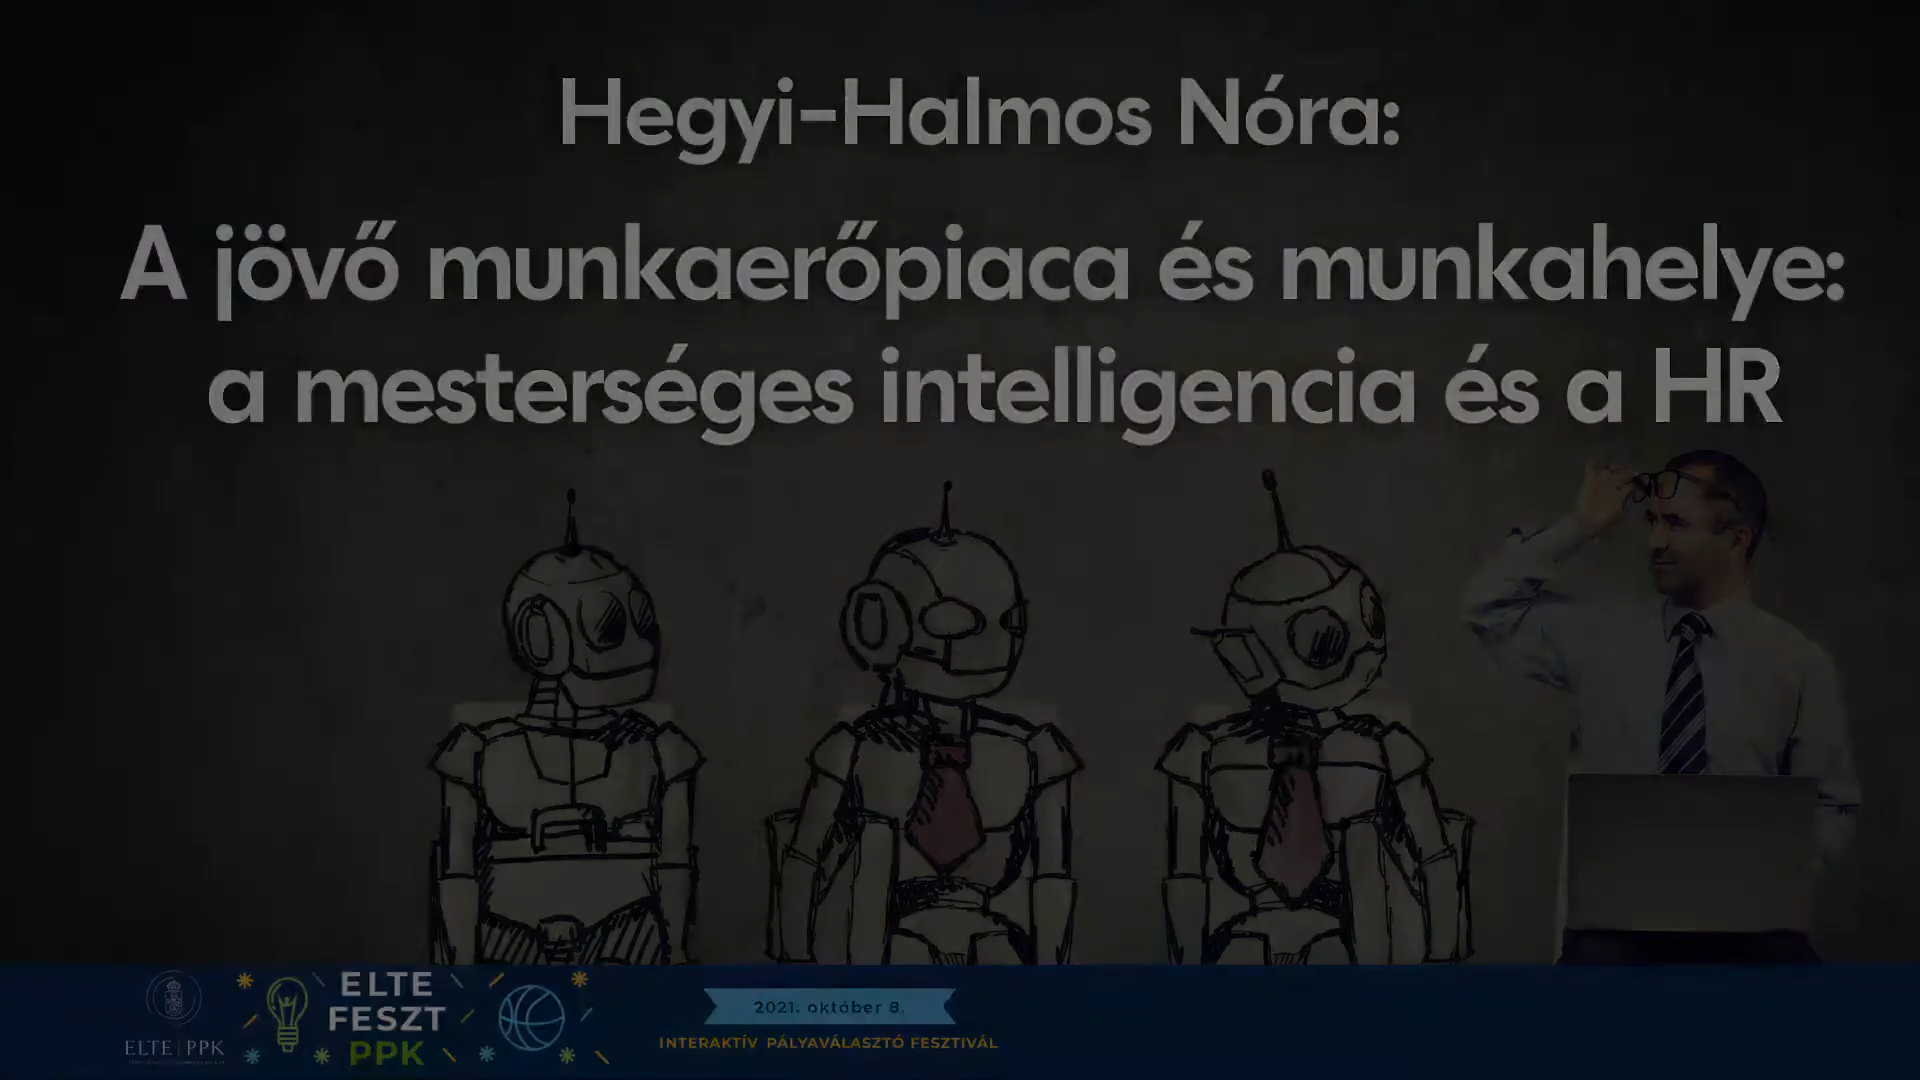 Hegyi-Halmos Nóra:
A jövő munkaerőpiaca és munkahelye:
a mesterséges intelligencia és a HR
ELTE
FESZT
PPK
ELTE | PPK
2021. október 8.
INTERAKTÍV PÁLYAVÁLASZTÓ FESZTIVÁL